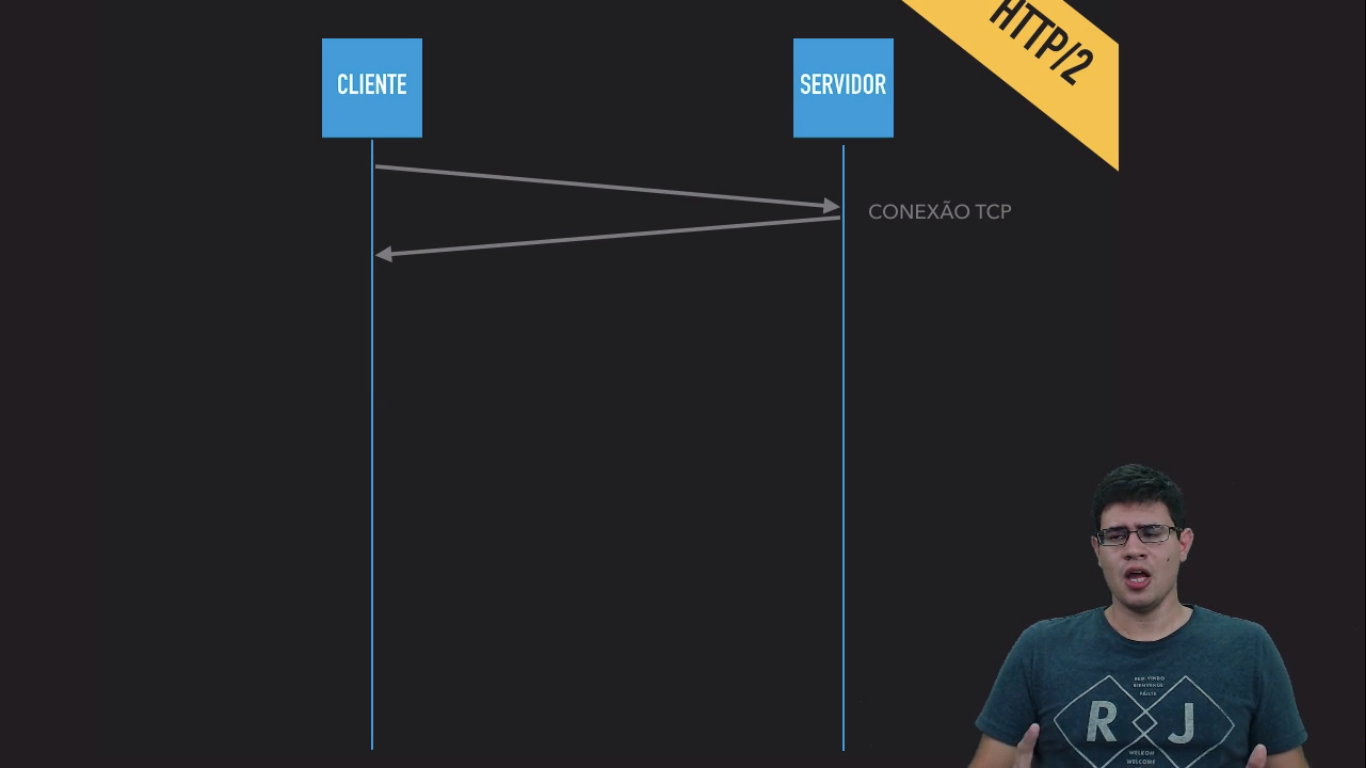 HTTP/2
CLIENTE
SERVIDOR
CONEXÃO TCP
R J